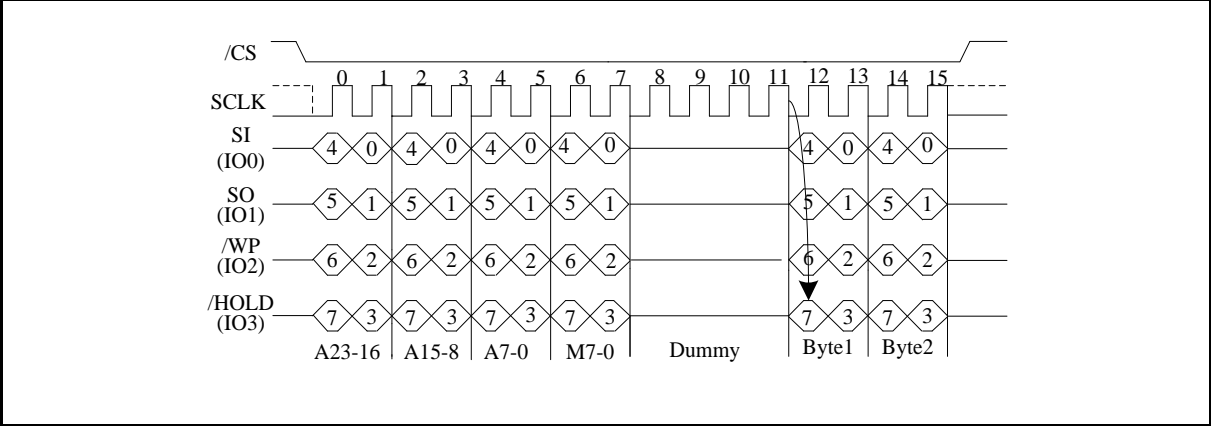 /CS
0 1 2 3 4 5 6 7 8 9 10 11 12 13 14 15
SCLK
SI
(IO0)
4 0 4 0 4 0 4 0 4 0 4 0
SO
(IO1)
5 1 5 1 5 1 5 1 5 1 5 1
/WP
(IO2)
6 2 6 2 6 2 6 2 6 2 6 2
/HOLD
(IO3)
7 3 7 3 7 3 7 3 7 3 7 3
A23-16 A15-8 A7-0 M7-0 Dummy Byte1 Byte2